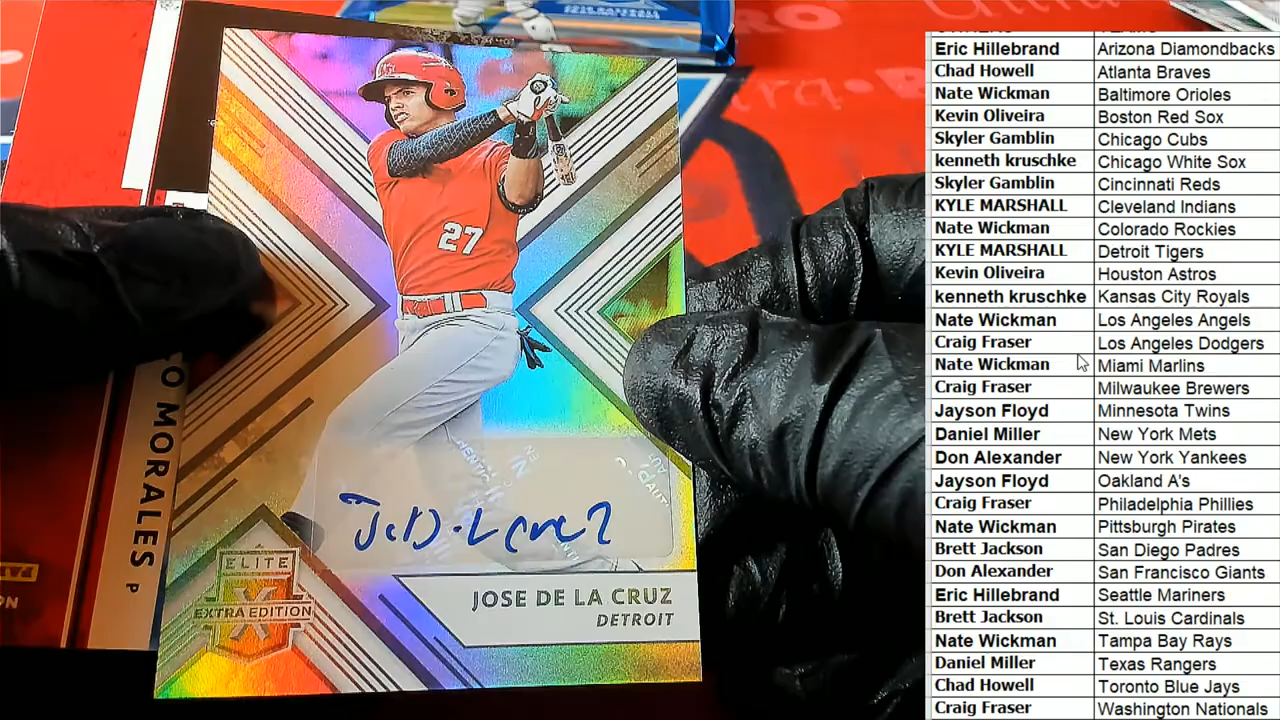 27
Jose D. La Cruz
ELITE
EXTRA EDITION
X
JOSE DE LA CRUZ
DETROIT
MORALES P
Eric Hillebrand Arizona Diamondbacks
Chad Howell Atlanta Braves
Nate Wickman Baltimore Orioles
Kevin Oliveira Boston Red Sox
Skyler Gamblin Chicago Cubs
kenneth kruschke Chicago White Sox
Skyler Gamblin Cincinnati Reds
KYLE MARSHALL Cleveland Indians
Nate Wickman Colorado Rockies
KYLE MARSHALL Detroit Tigers
Kevin Oliveira Houston Astros
kenneth kruschke Kansas City Royals
Nate Wickman Los Angeles Angels
Craig Fraser Los Angeles Dodgers
Nate Wickman Miami Marlins
Craig Fraser Milwaukee Brewers
Jayson Floyd Minnesota Twins
Daniel Miller New York Mets
Don Alexander New York Yankees
Jayson Floyd Oakland A's
Craig Fraser Philadelphia Phillies
Nate Wickman Pittsburgh Pirates
Brett Jackson San Diego Padres
Don Alexander San Francisco Giants
Eric Hillebrand Seattle Mariners
Brett Jackson St. Louis Cardinals
Nate Wickman Tampa Bay Rays
Daniel Miller Texas Rangers
Chad Howell Toronto Blue Jays
Craig Fraser Washington Nationals